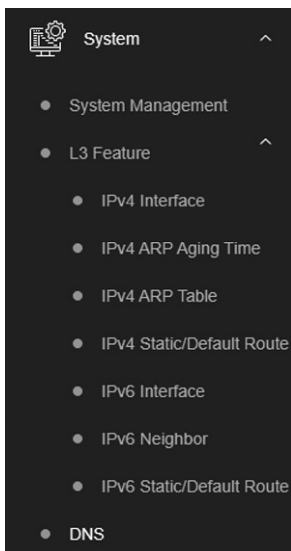 System
System Management
L3 Feature
IPv4 Interface
IPv4 ARP Aging Time
IPv4 ARP Table
IPv4 Static/Default Route
IPv6 Interface
IPv6 Neighbor
IPv6 Static/Default Route
DNS